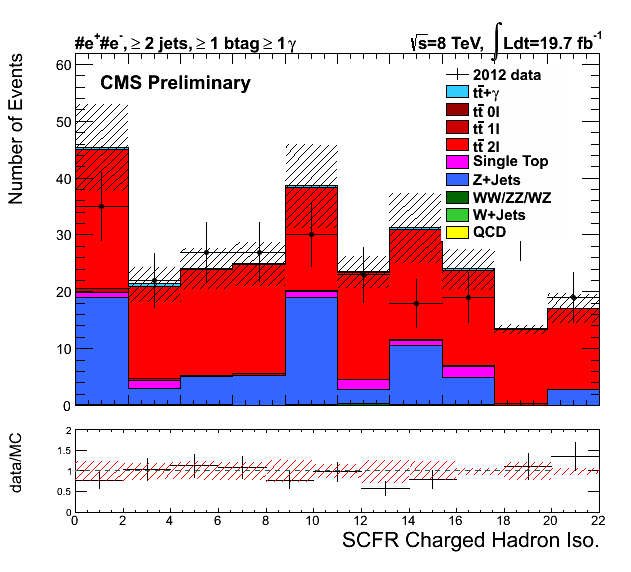 #e⁺#e⁻, ≥ 2 jets, ≥ 1 btag ≥ 1 γ √s=8 TeV, ∫ Ldt=19.7 fb⁻¹
CMS Preliminary
Number of Events
60
50
40
30
20
10
0
2012 data
tt̄+γ
tt̄ 0l
tt̄ 1l
tt̄ 2l
Single Top
Z+Jets
WW/ZZ/WZ
W+Jets
QCD
data/MC
2
1.5
1
0.5
0
0 2 4 6 8 10 12 14 16 18 20 22
SCFR Charged Hadron Iso.